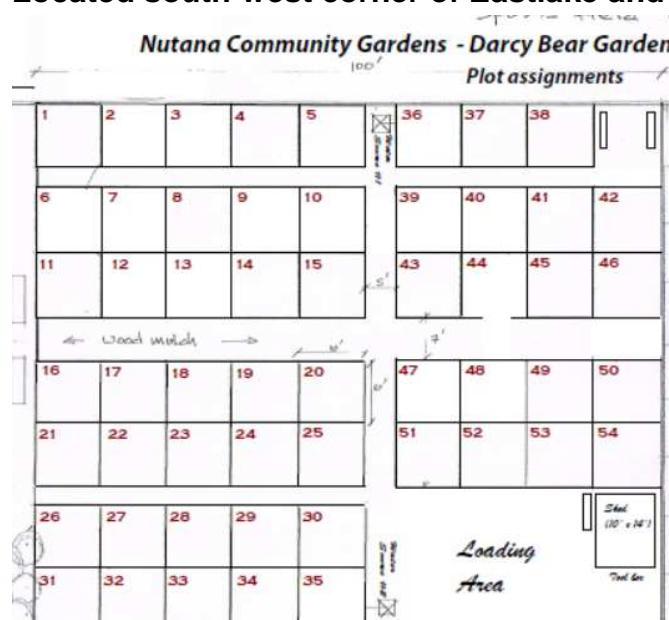 Located south west corner of Eastlake and
Sports Field
Nutana Community Gardens - Darcy Bear Garden
100'
Plot assignments
1 2 3 4 5 36 37 38
6 7 8 9 10 39 40 41 42
11 12 13 14 15 43 44 45 46
5'
← Wood mulch → 7'
10'
16 17 18 19 20 47 48 49 50
21 22 23 24 25 51 52 53 54
26 27 28 29 30
Shed
(10' x 14')
Loading
Area
Tool box
31 32 33 34 35